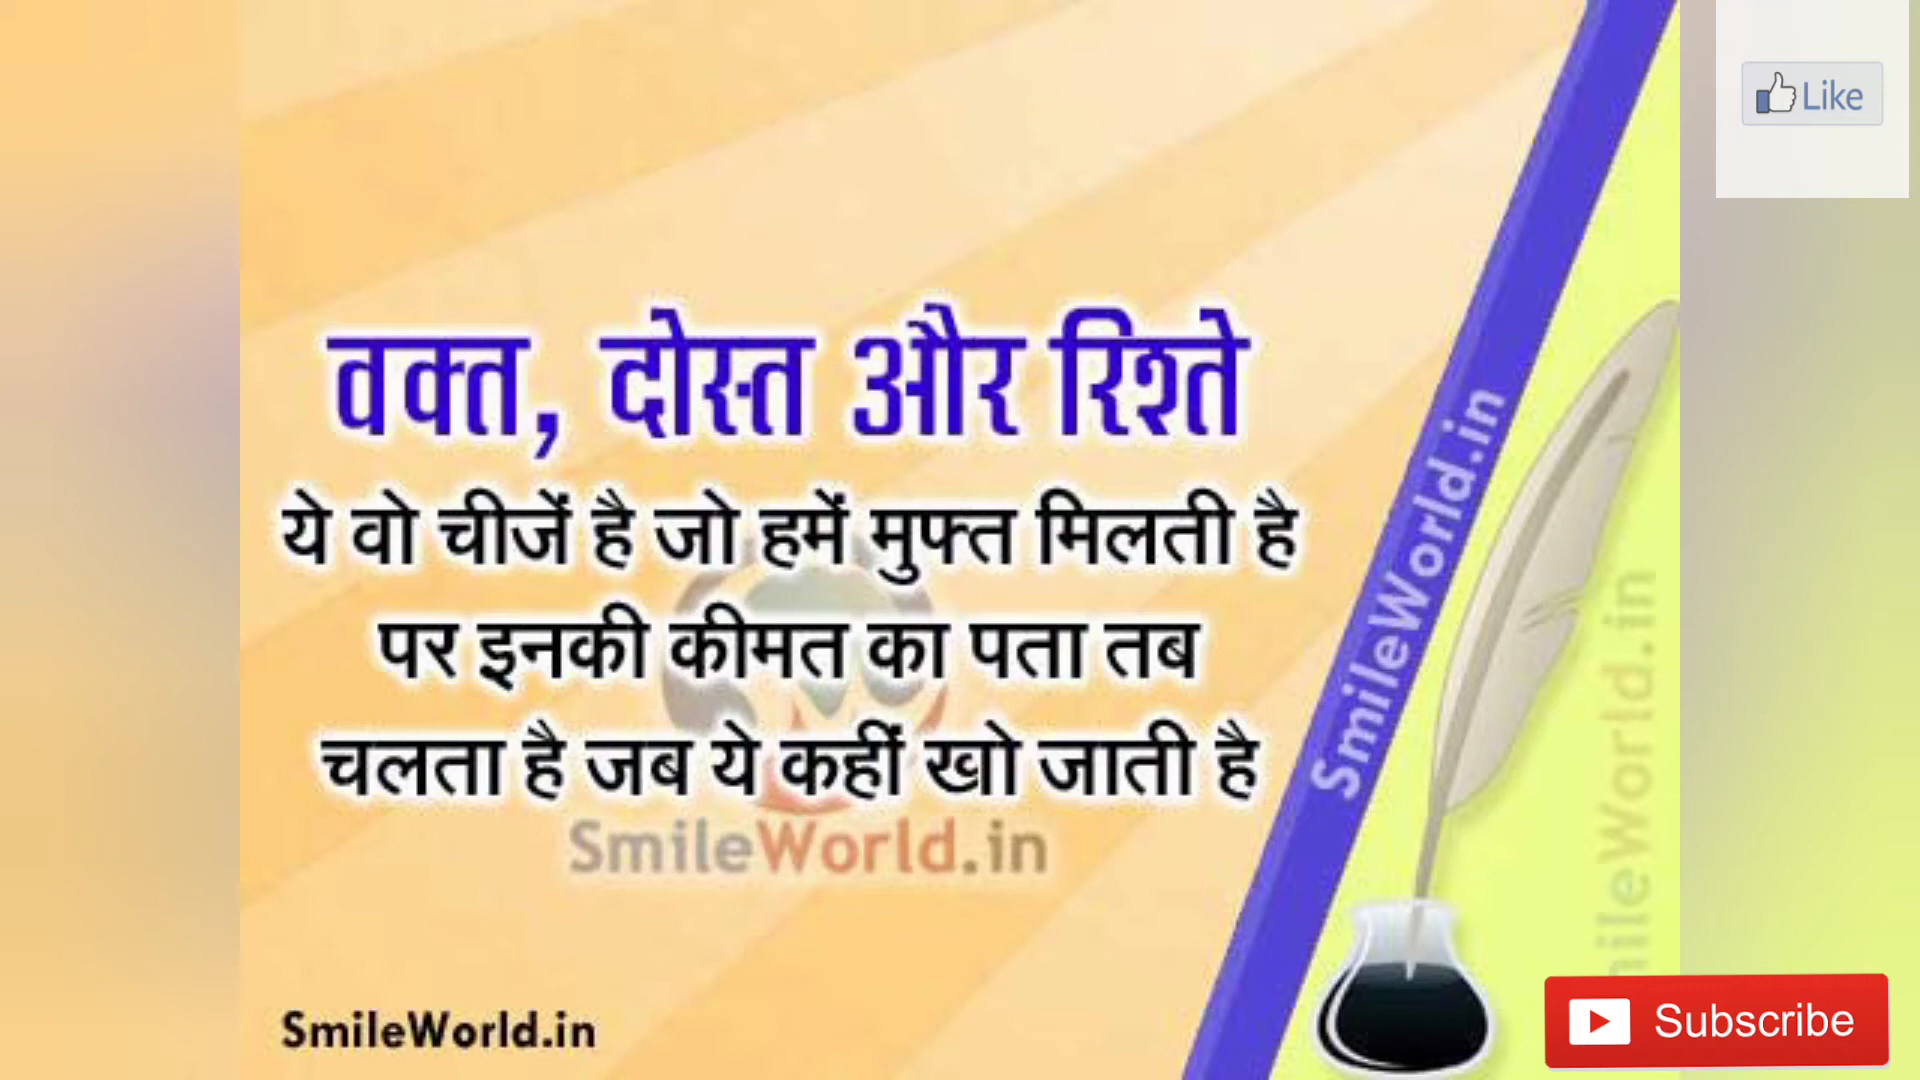 Like
वक्त, दोस्त और रिश्ते
ये वो चीजें है जो हमें मुफ्त मिलती है
पर इनकी कीमत का पता तब
चलता है जब ये कहीं खो जाती है
SmileWorld.in
SmileWorld.in
SmileWorld.in
ileWorld.in
Subscribe